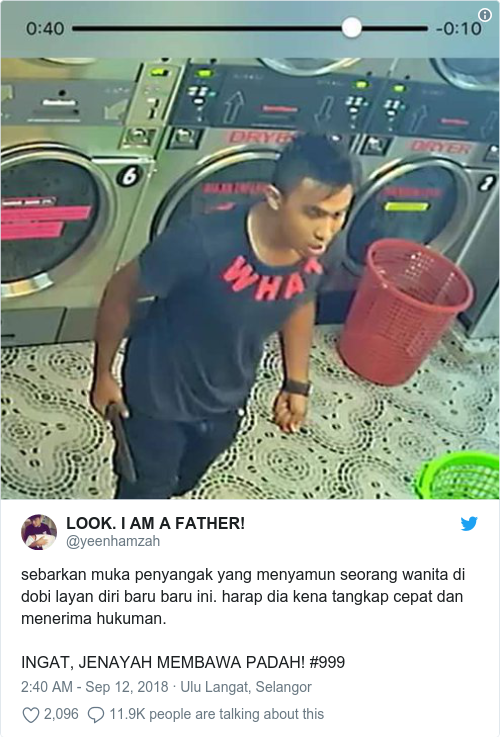 0:40
-0:10
6
DRYER
DRYER
2
WHAT
LOOK. I AM A FATHER!
@yeenhamzah
sebarkan muka penyangak yang menyamun seorang wanita di
dobi layan diri baru baru ini. harap dia kena tangkap cepat dan
menerima hukuman.
INGAT, JENAYAH MEMBAWA PADAH! #999
2:40 AM - Sep 12, 2018 · Ulu Langat, Selangor
2,096
11.9K people are talking about this